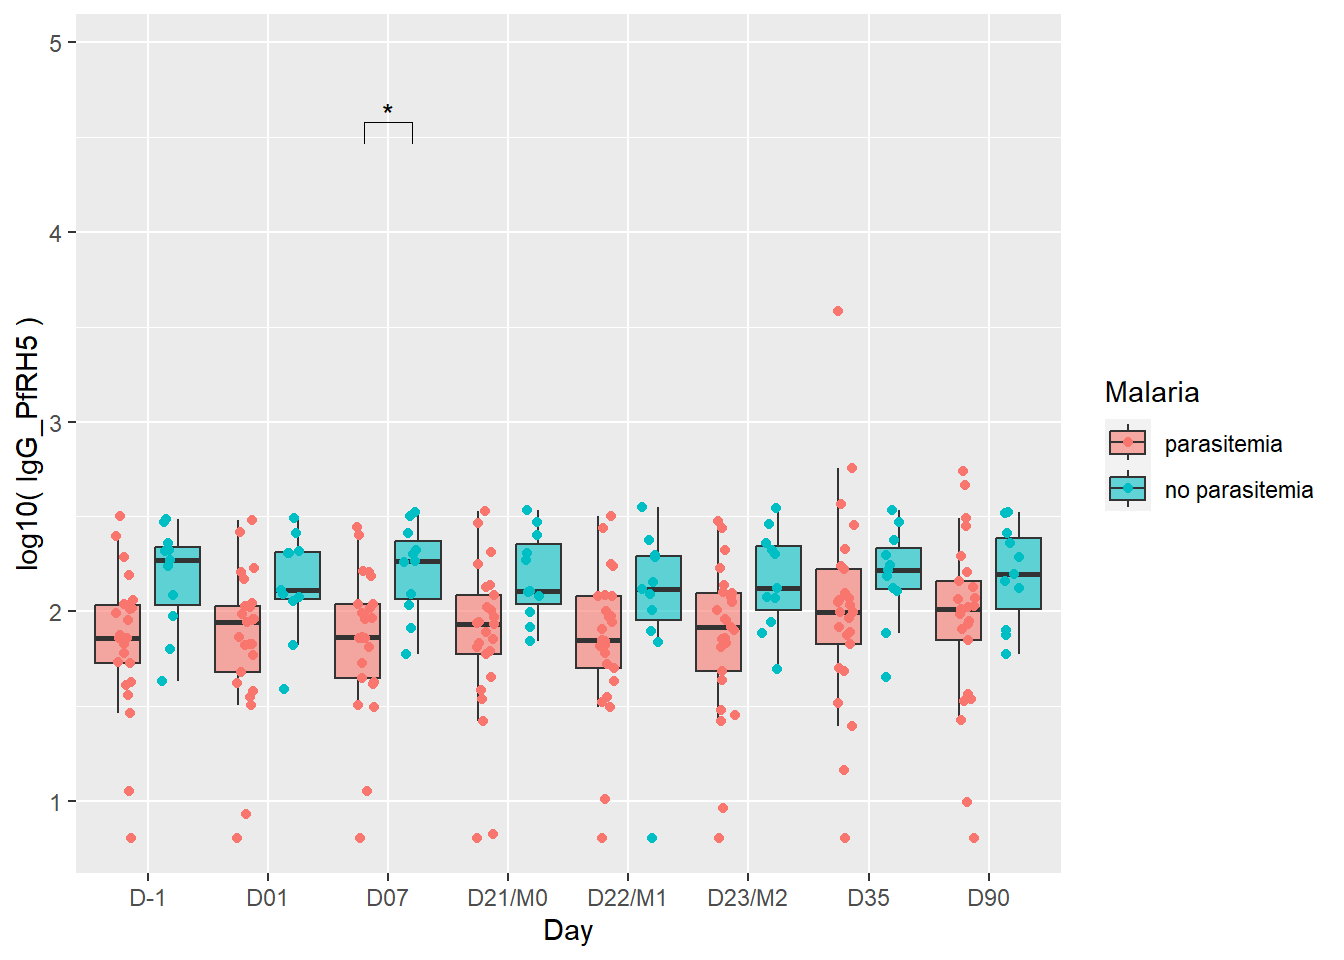 5
*
4
3
2
1
log10( IgG_PfRH5 )
D-1 D01 D07 D21/M0 D22/M1 D23/M2 D35 D90
Day
Malaria
parasitemia
no parasitemia